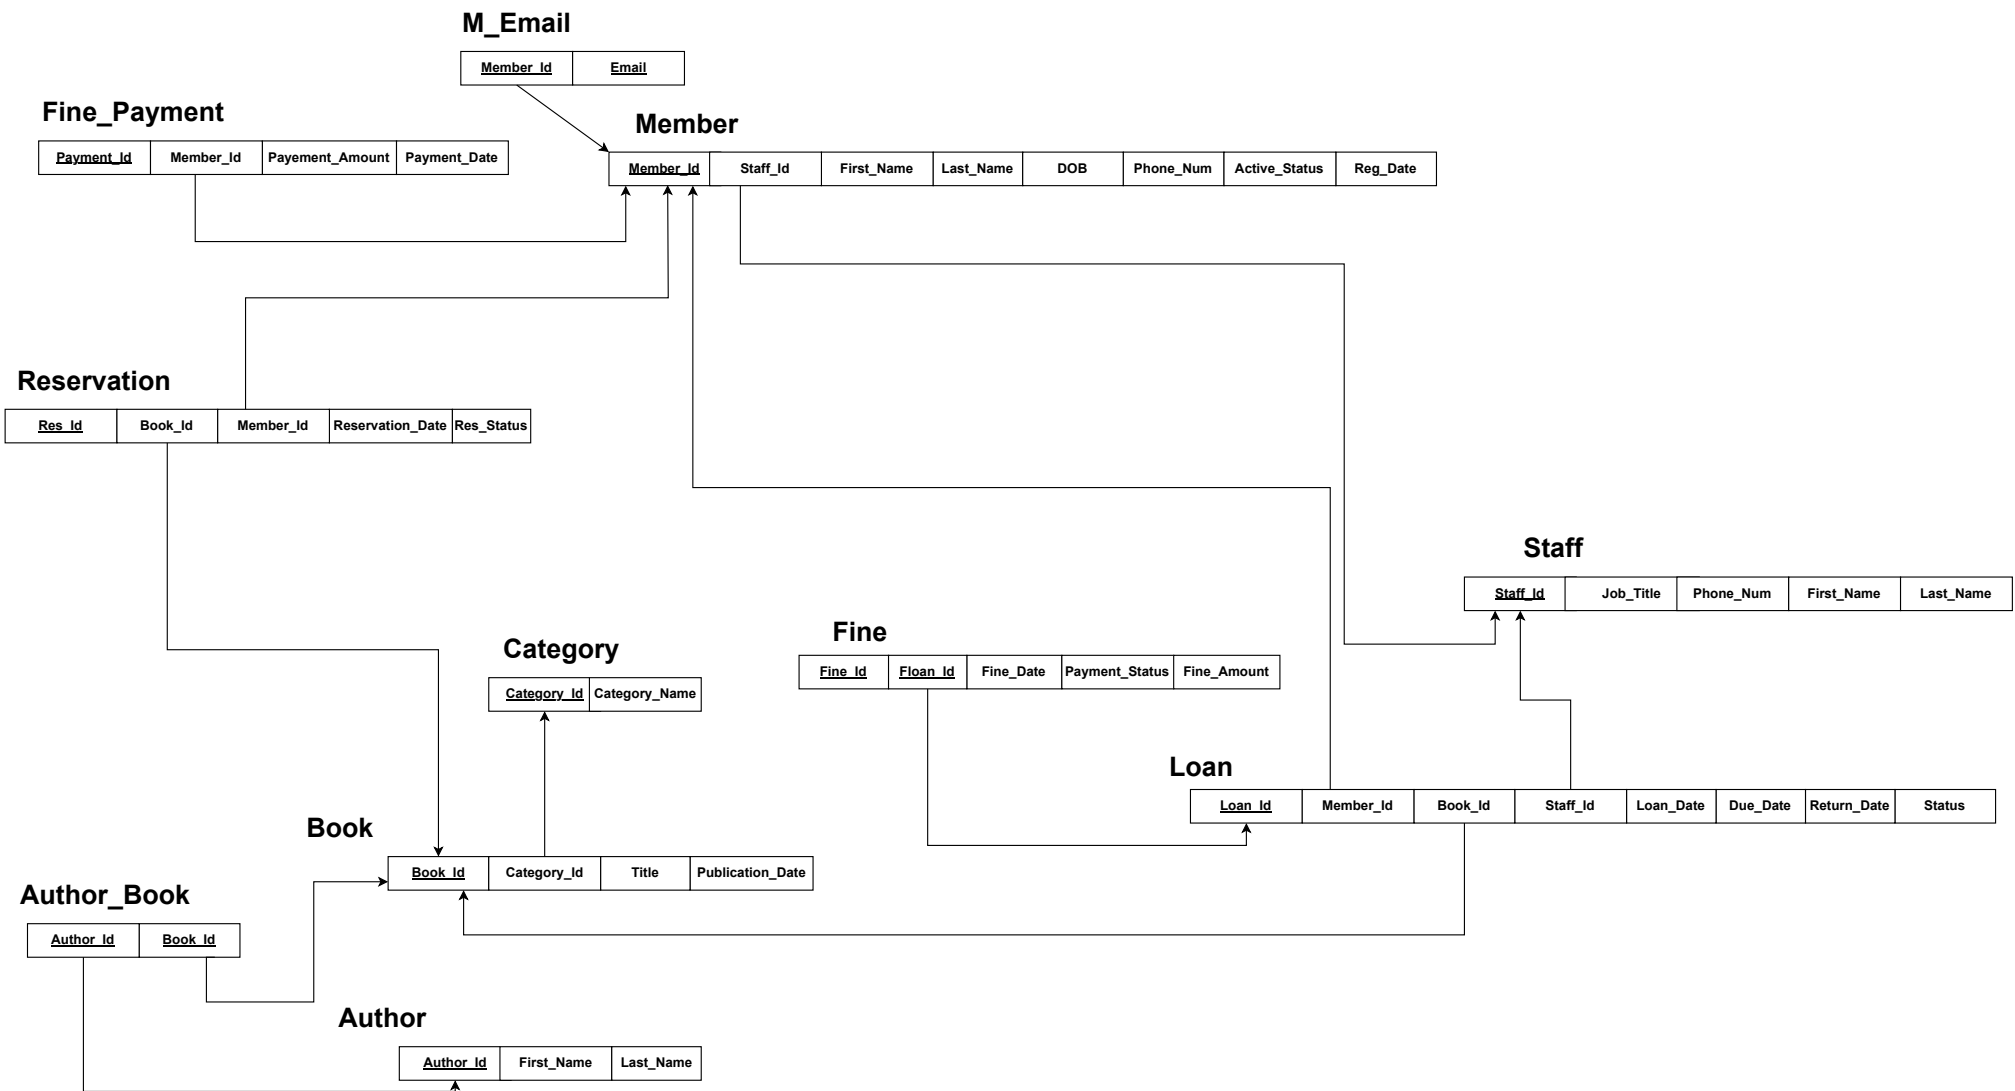 M_Email
Member_Id Email
Fine_Payment
Payment_Id Member_Id Payement_Amount Payment_Date
Member
Member_Id Staff_Id First_Name Last_Name DOB Phone_Num Active_Status Reg_Date
Reservation
Res_Id Book_Id Member_Id Reservation_Date Res_Status
Staff
Staff_Id Job_Title Phone_Num First_Name Last_Name
Fine
Fine_Id Floan_Id Fine_Date Payment_Status Fine_Amount
Category
Category_Id Category_Name
Loan
Loan_Id Member_Id Book_Id Staff_Id Loan_Date Due_Date Return_Date Status
Book
Book_Id Category_Id Title Publication_Date
Author_Book
Author_Id Book_Id
Author
Author_Id First_Name Last_Name